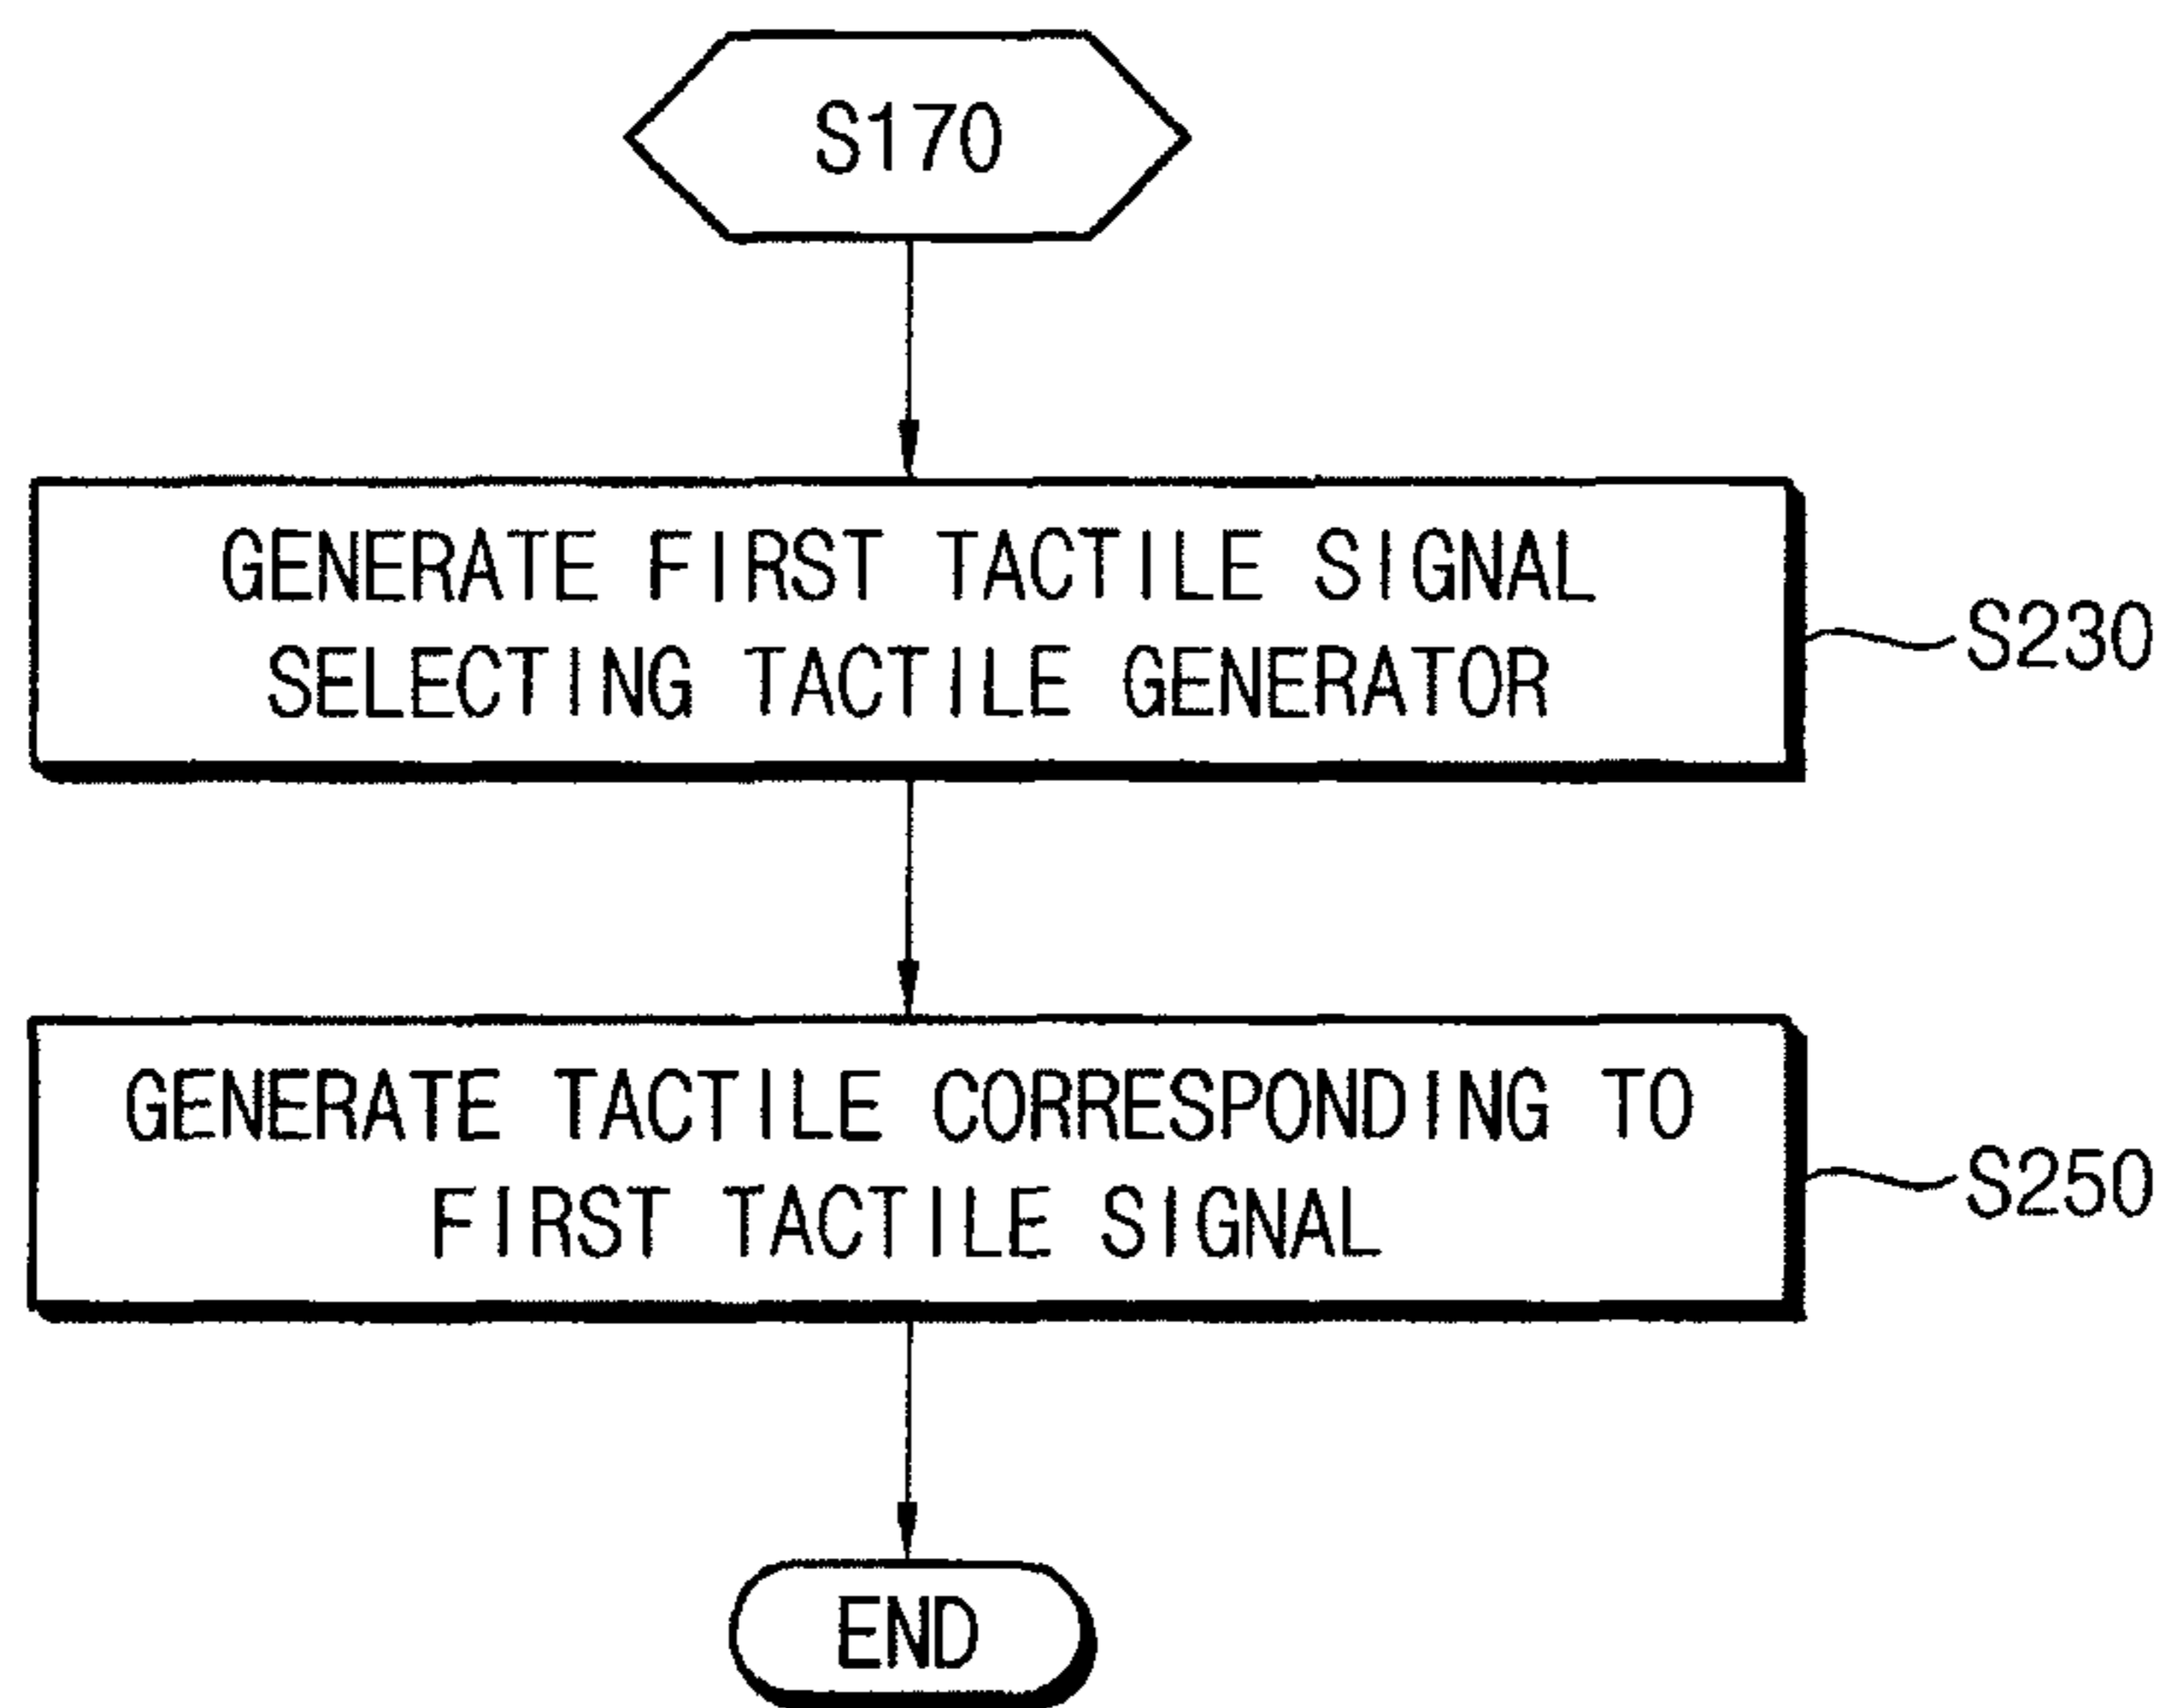 S170
GENERATE FIRST TACTILE SIGNAL
SELECTING TACTILE GENERATOR
S230
GENERATE TACTILE CORRESPONDING TO
FIRST TACTILE SIGNAL
S250
END